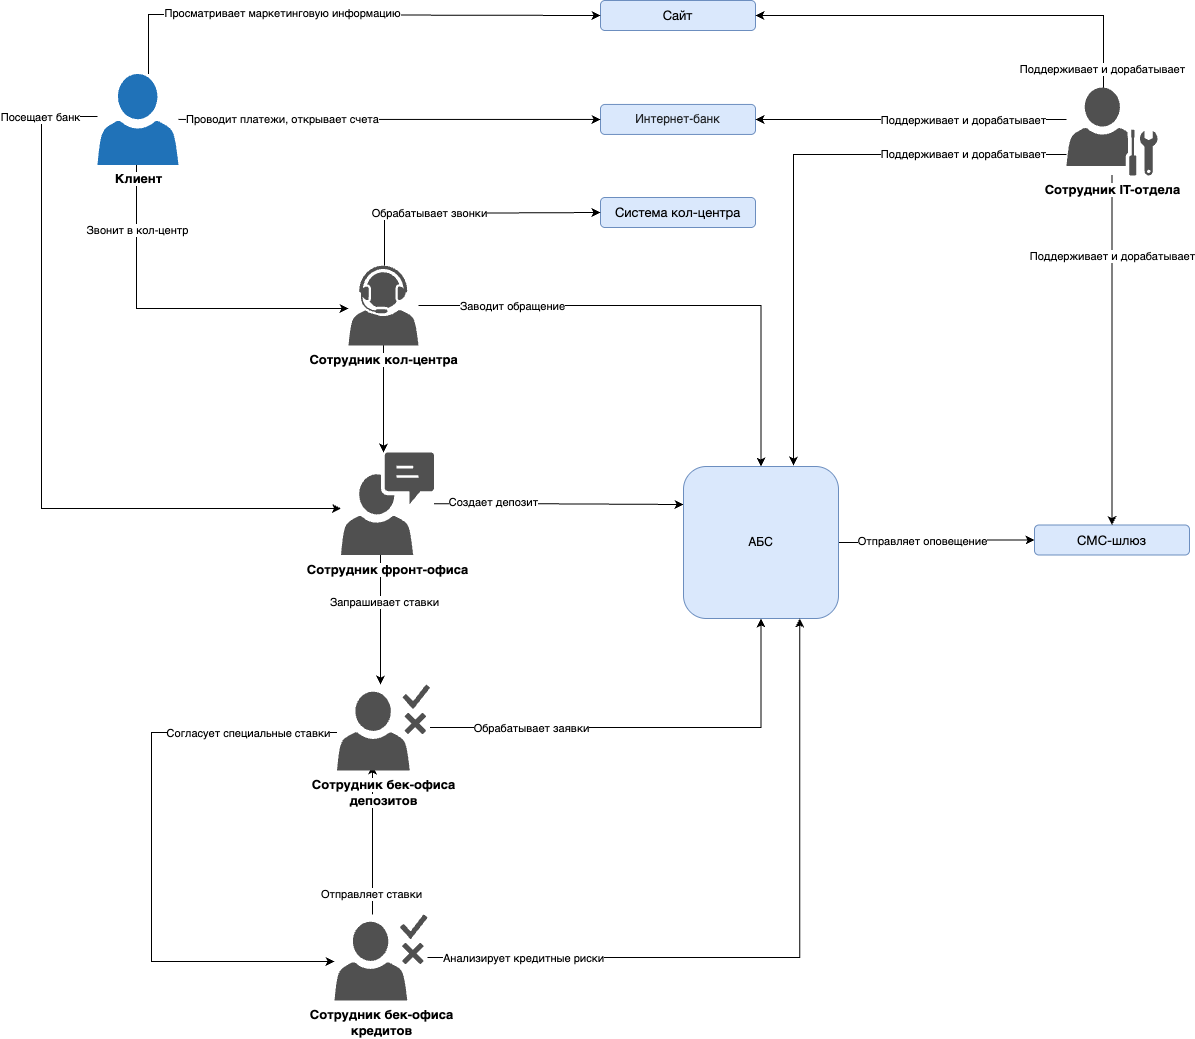 Просматривает маркетинговую информацию
Сайт
Поддерживает и дорабатывает
Посещает банк
Проводит платежи, открывает счета
Интернет-банк
Поддерживает и дорабатывает
Поддерживает и дорабатывает
Клиент
Сотрудник IT-отдела
Обрабатывает звонки
Система кол-центра
Звонит в кол-центр
Поддерживает и дорабатывает
Заводит обращение
Сотрудник кол-центра
Создает депозит
АБС
Отправляет оповещение
СМС-шлюз
Сотрудник фронт-офиса
Запрашивает ставки
Согласует специальные ставки
Обрабатывает заявки
Сотрудник бек-офиса
депозитов
Отправляет ставки
Анализирует кредитные риски
Сотрудник бек-офиса
кредитов